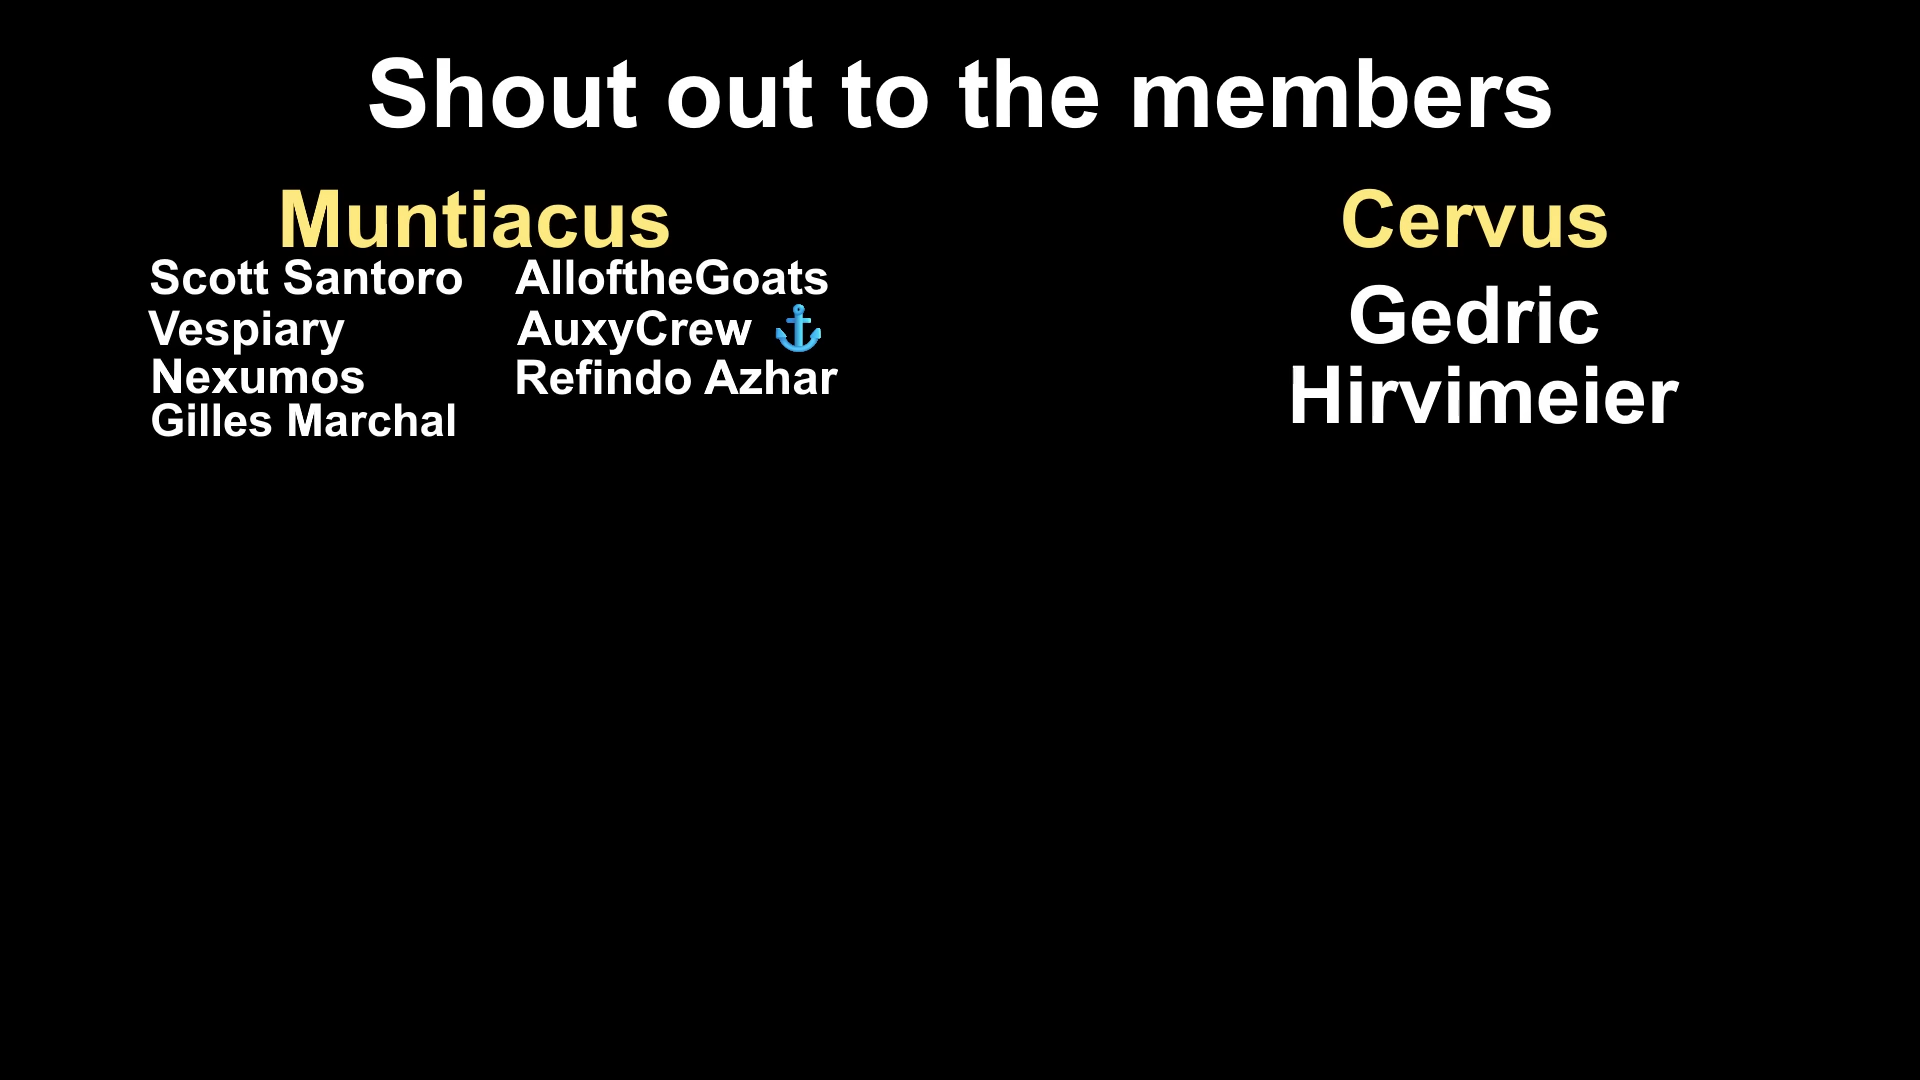 Shout out to the members
Muntiacus
Scott Santoro
Vespiary
Nexumos
Gilles Marchal
AlloftheGoats
AuxyCrew ⚓
Refindo Azhar
Cervus
Gedric
Hirvimeier